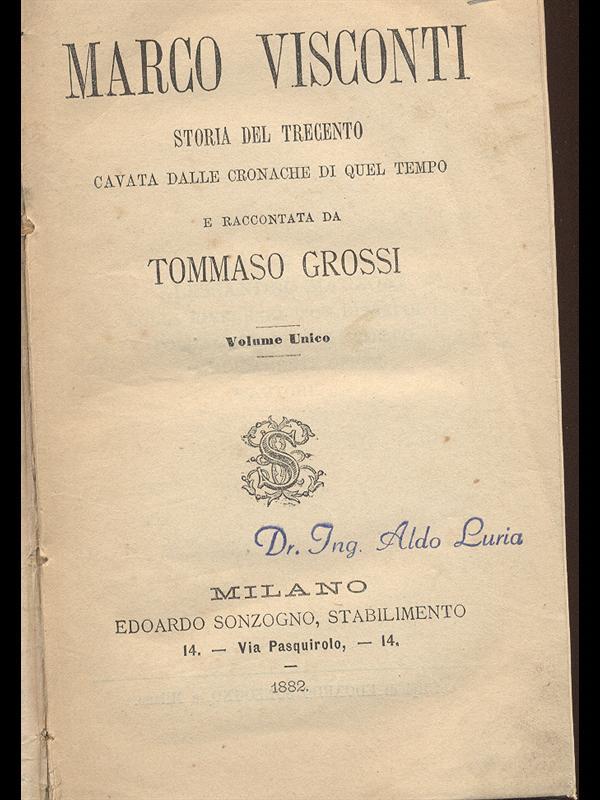 MARCO VISCONTI
STORIA DEL TRECENTO
CAVATA DALLE CRONACHE DI QUEL TEMPO
E RACCONTATA DA
TOMMASO GROSSI
Volume Unico
S
Dr. Ing. Aldo Luria
MILANO
EDOARDO SONZOGNO, STABILIMENTO
14. — Via Pasquirolo, — 14.
1882.